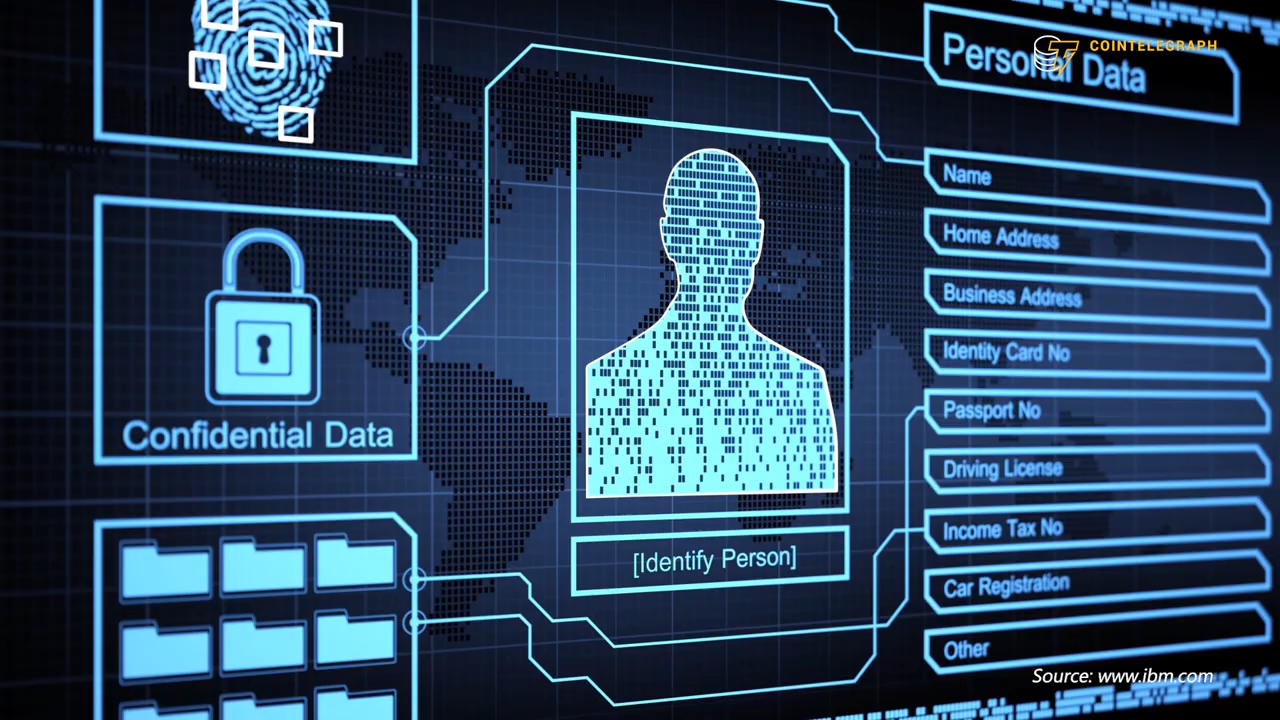 COINTELEGRAPH
Personal Data
Name
Home Address
Business Address
Identity Card No
Passport No
Driving License
Income Tax No
Car Registration
Other
Confidential Data
[Identify Person]
Source: www.ibm.com